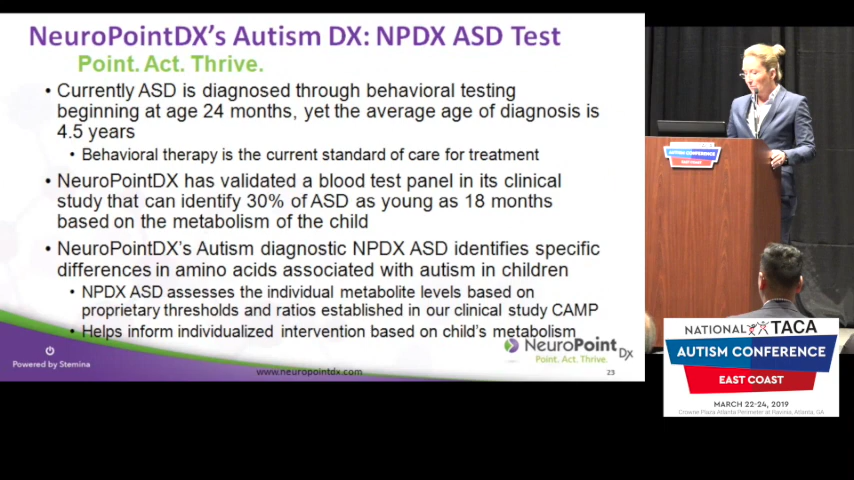 NeuroPointDX's Autism DX: NPDX ASD Test
Point. Act. Thrive.
• Currently ASD is diagnosed through behavioral testing
beginning at age 24 months, yet the average age of diagnosis is
4.5 years
• Behavioral therapy is the current standard of care for treatment
• NeuroPointDX has validated a blood test panel in its clinical
study that can identify 30% of ASD as young as 18 months
based on the metabolism of the child
• NeuroPointDX's Autism diagnostic NPDX ASD identifies specific
differences in amino acids associated with autism in children
• NPDX ASD assesses the individual metabolite levels based on
proprietary thresholds and ratios established in our clinical study CAMP
• Helps inform individualized intervention based on child's metabolism
Powered by Stemina
www.neuropointdx.com
NeuroPoint Dx
Point. Act. Thrive.
23
AUTISM CONFERENCE
EAST COAST
NATIONAL TACA
AUTISM CONFERENCE
EAST COAST
MARCH 22-24, 2019
Crowne Plaza Atlanta Perimeter at Ravinia, Atlanta, GA